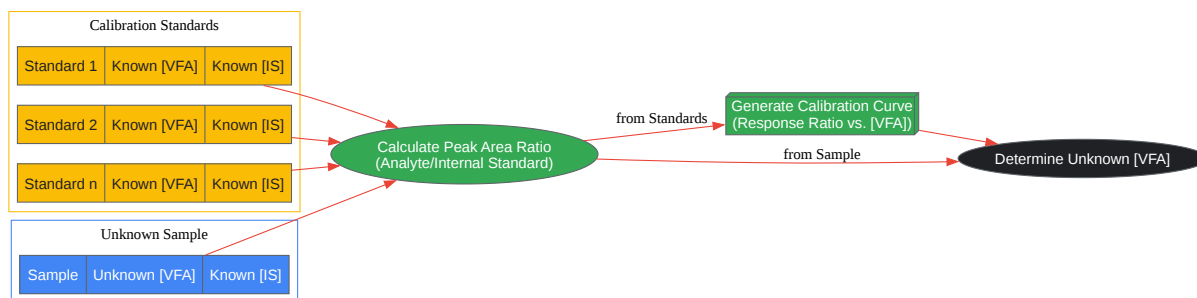 Calibration Standards
Standard 1 Known [VFA] Known [IS]
Standard 2 Known [VFA] Known [IS]
Standard n Known [VFA] Known [IS]
Unknown Sample
Sample Unknown [VFA] Known [IS]
Calculate Peak Area Ratio
(Analyte/Internal Standard)
from Standards
Generate Calibration Curve
(Response Ratio vs. [VFA])
from Sample
Determine Unknown [VFA]